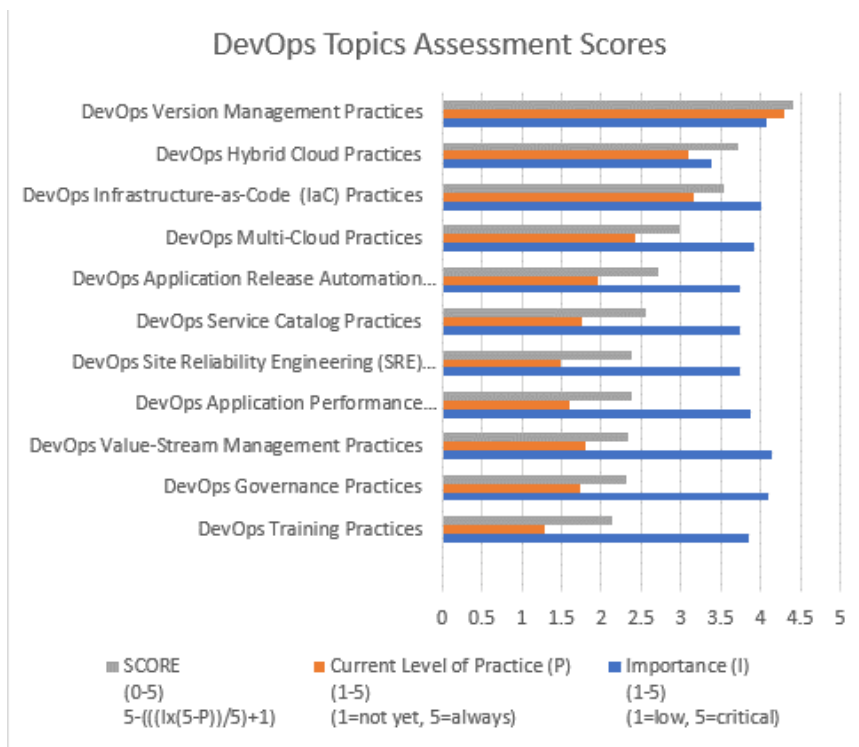 DevOps Topics Assessment Scores
DevOps Version Management Practices
DevOps Hybrid Cloud Practices
DevOps Infrastructure-as-Code (IaC) Practices
DevOps Multi-Cloud Practices
DevOps Application Release Automation...
DevOps Service Catalog Practices
DevOps Site Reliability Engineering (SRE)...
DevOps Application Performance...
DevOps Value-Stream Management Practices
DevOps Governance Practices
DevOps Training Practices
0 0.5 1 1.5 2 2.5 3 3.5 4 4.5 5
SCORE
(0-5)
5-(((Ix(5-P))/5)+1)
Current Level of Practice (P)
(1-5)
(1=not yet, 5=always)
Importance (I)
(1-5)
(1=low, 5=critical)